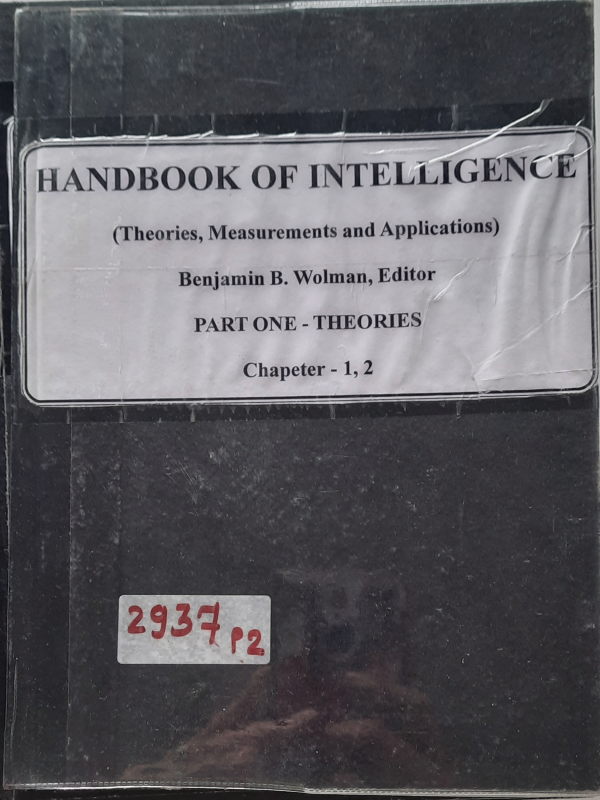 HANDBOOK OF INTELLIGENCE
(Theories, Measurements and Applications)
Benjamin B. Wolman, Editor
PART ONE - THEORIES
Chapeter - 1, 2
2937 P2